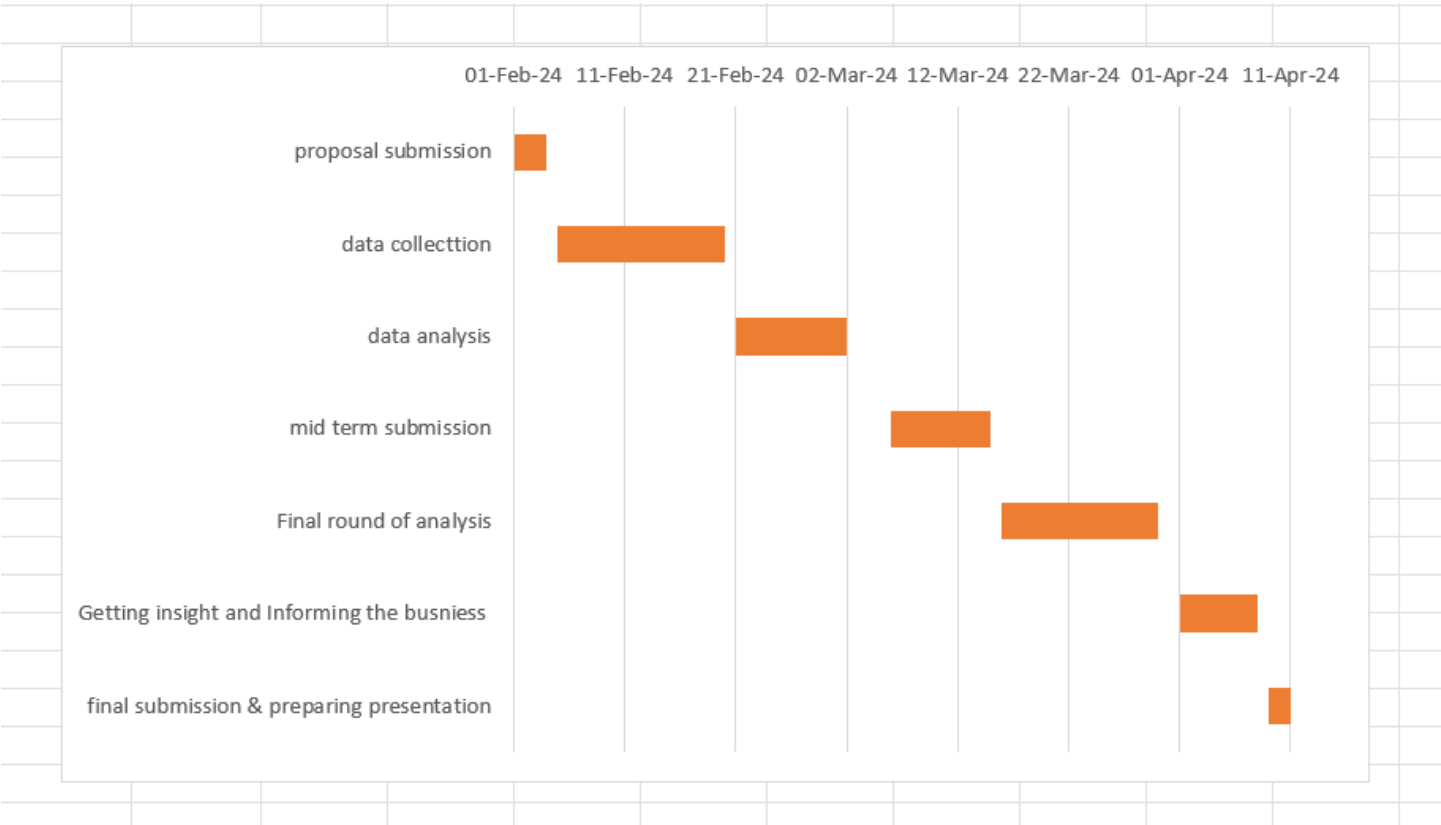 01-Feb-24 11-Feb-24 21-Feb-24 02-Mar-24 12-Mar-24 22-Mar-24 01-Apr-24 11-Apr-24
proposal submission
data collecttion
data analysis
mid term submission
Final round of analysis
Getting insight and Informing the busniess
final submission & preparing presentation